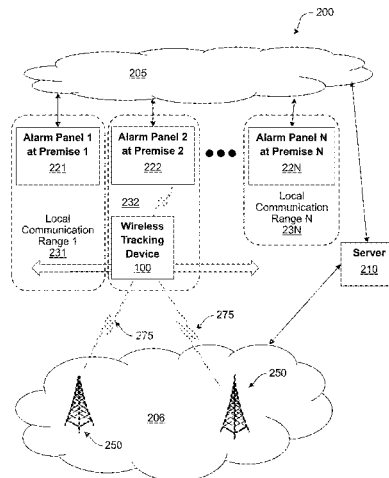 200
205
Alarm Panel 1
at Premise 1
221
Alarm Panel 2
at Premise 2
222
Alarm Panel N
at Premise N
22N
232
Local
Communication
Range 1
231
Wireless
Tracking
Device
100
Local
Communication
Range N
23N
Server
210
275
275
250
206
250